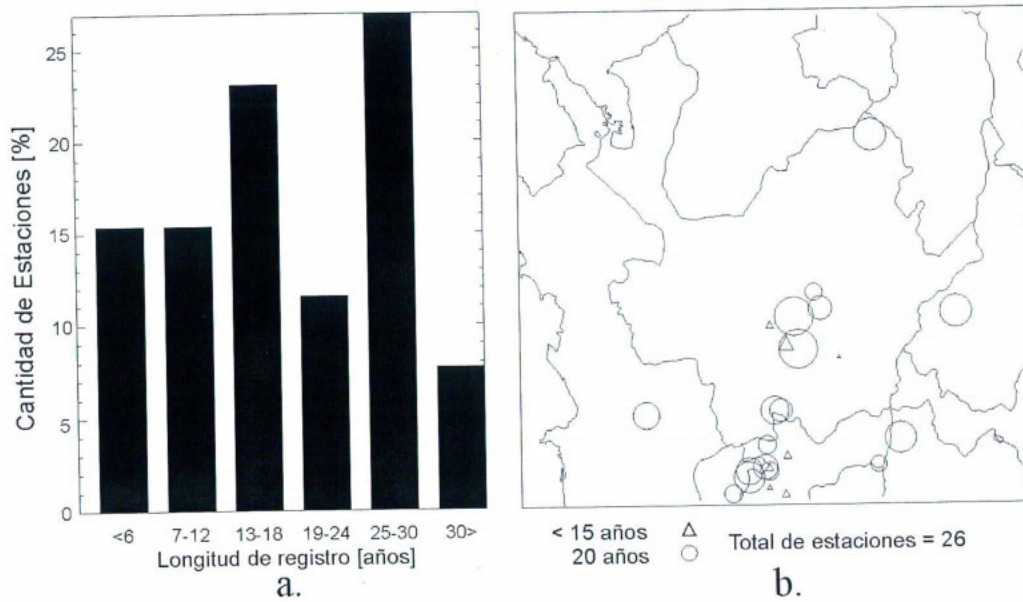 Cantidad de Estaciones [%]
25
20
15
10
5
0
<6 7-12 13-18 19-24 25-30 30>
Longitud de registro [años]
a.
< 15 años △
20 años ○
Total de estaciones = 26
b.